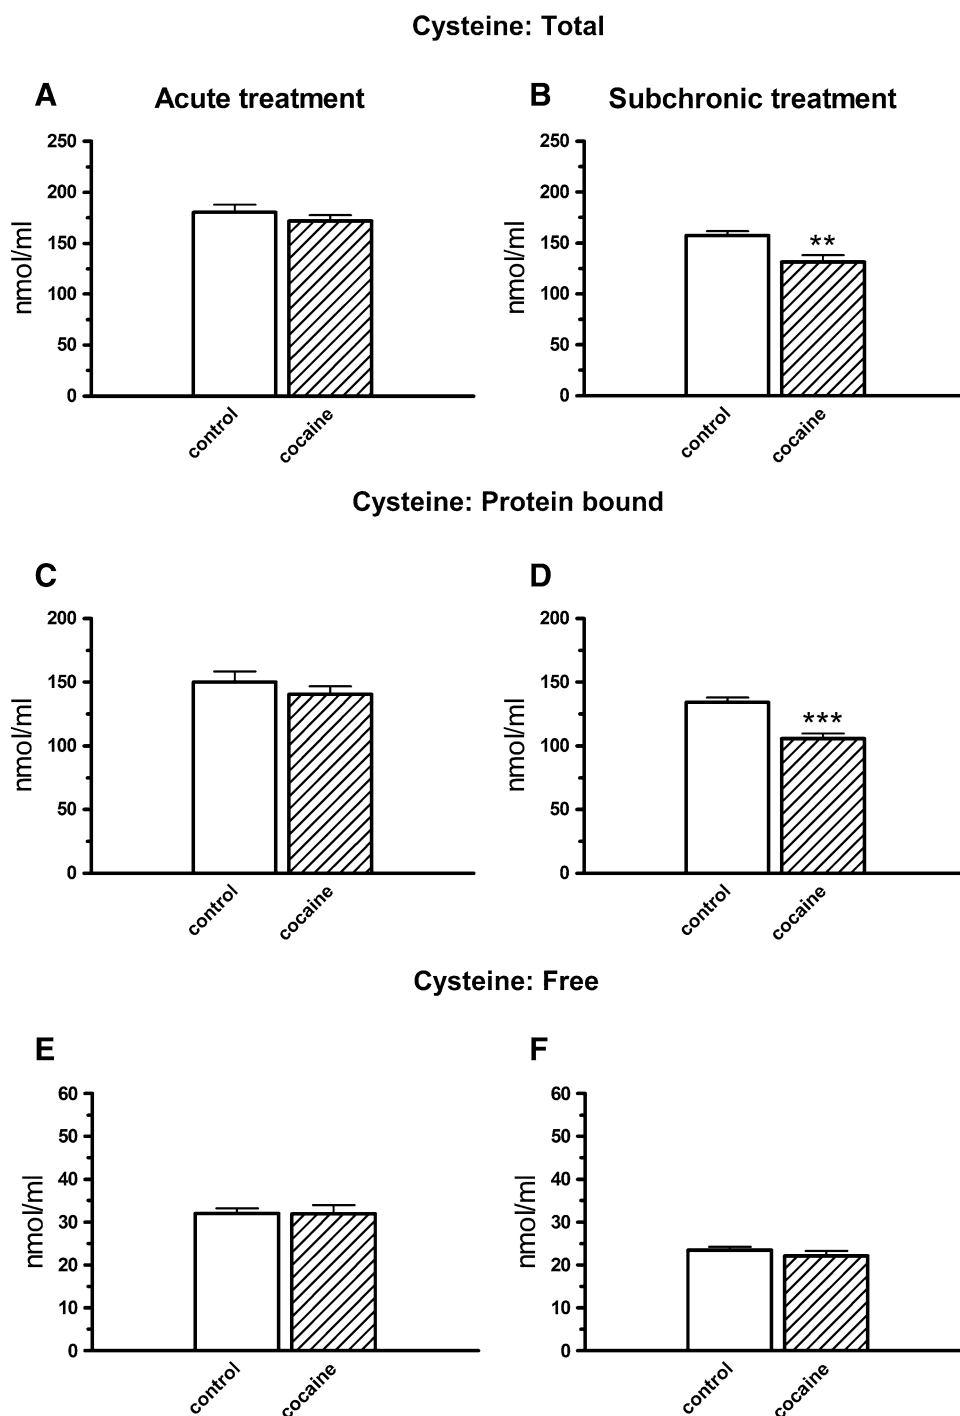 Cysteine: Total
A Acute treatment
B Subchronic treatment
250
200
150
100
50
0
nmol/ml
control
cocaine
250
200
150
100
50
0
nmol/ml
**
control
cocaine
Cysteine: Protein bound
C
D
200
150
100
50
0
nmol/ml
control
cocaine
200
150
100
50
0
nmol/ml
***
control
cocaine
Cysteine: Free
E
F
60
50
40
30
20
10
0
nmol/ml
control
cocaine
60
50
40
30
20
10
0
nmol/ml
control
cocaine